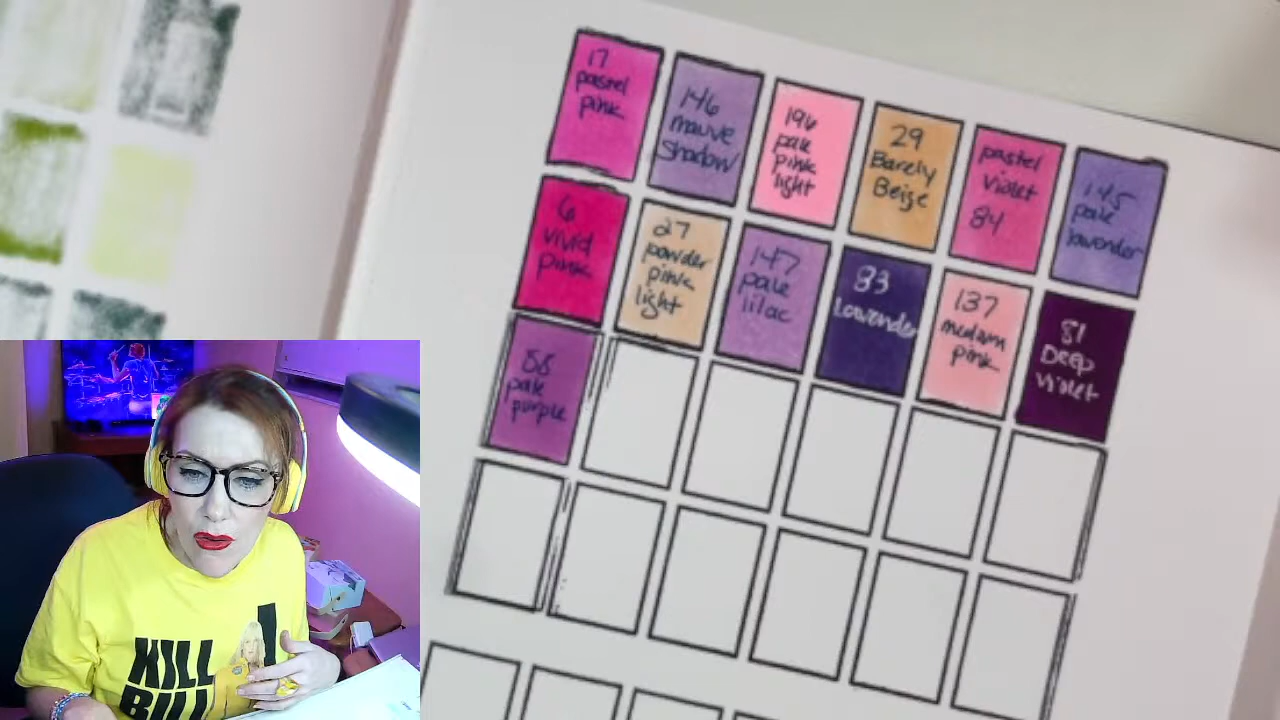 17
pastel
pink
146
mauve
Shadow
196
pale
pink
light
29
Barely
Beige
pastel
violet
84
145
pale
lavender
6
vivid
pink
27
powder
pink
light
147
pale
lilac
83
Lavender
137
medium
pink
81
Deep
violet
88
pale
purple
KILL
BILL